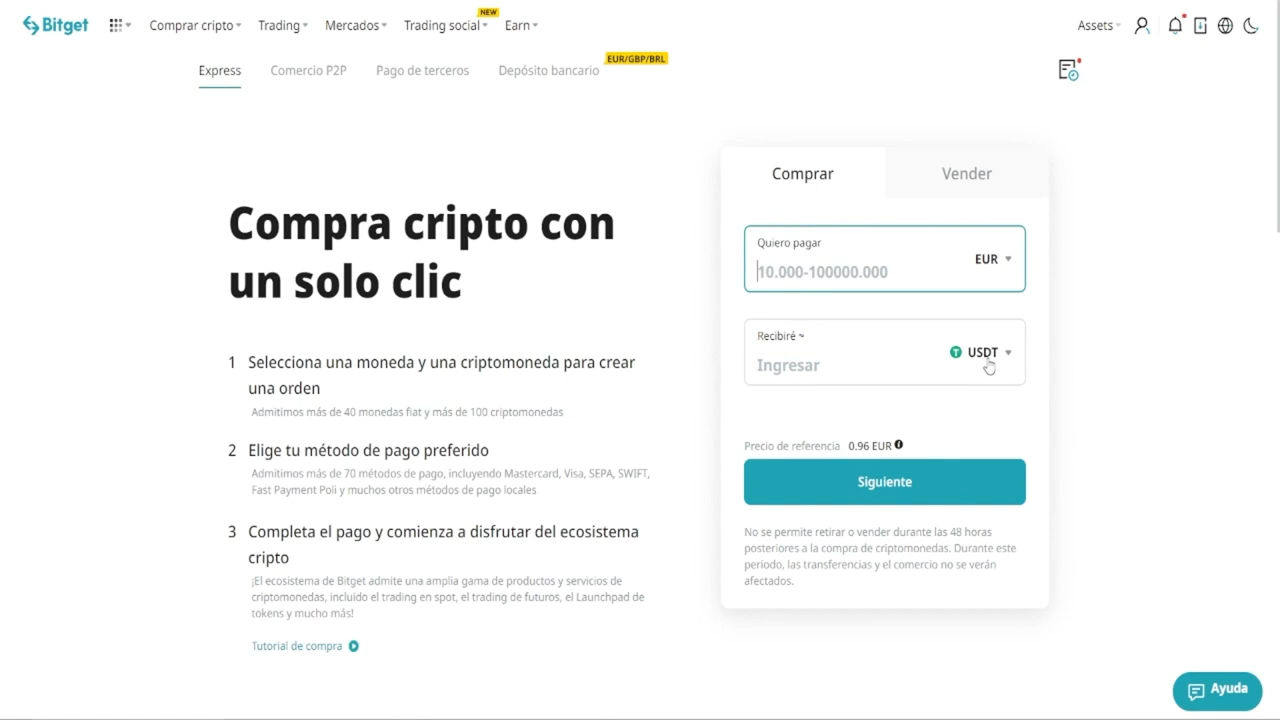 Bitget
Comprar cripto
Trading
Mercados
Trading social
NEW
Earn
Assets
Express
Comercio P2P
Pago de terceros
Depósito bancario
EUR/GBP/BRL
Compra cripto con
un solo clic
1 Selecciona una moneda y una criptomoneda para crear
una orden
Admitimos más de 40 monedas fiat y más de 100 criptomonedas
2 Elige tu método de pago preferido
Admitimos más de 70 métodos de pago, incluyendo Mastercard, Visa, SEPA, SWIFT,
Fast Payment Poli y muchos otros métodos de pago locales
3 Completa el pago y comienza a disfrutar del ecosistema
cripto
¡El ecosistema de Bitget admite una amplia gama de productos y servicios de
criptomonedas, incluido el trading en spot, el trading de futuros, el Launchpad de
tokens y mucho más!
Tutorial de compra
Comprar
Vender
Quiero pagar
10.000-100000.000
EUR
Recibiré ~
Ingresar
USDT
Precio de referencia 0.96 EUR
Siguiente
No se permite retirar o vender durante las 48 horas
posteriores a la compra de criptomonedas. Durante este
periodo, las transferencias y el comercio no se verán
afectados.
Ayuda